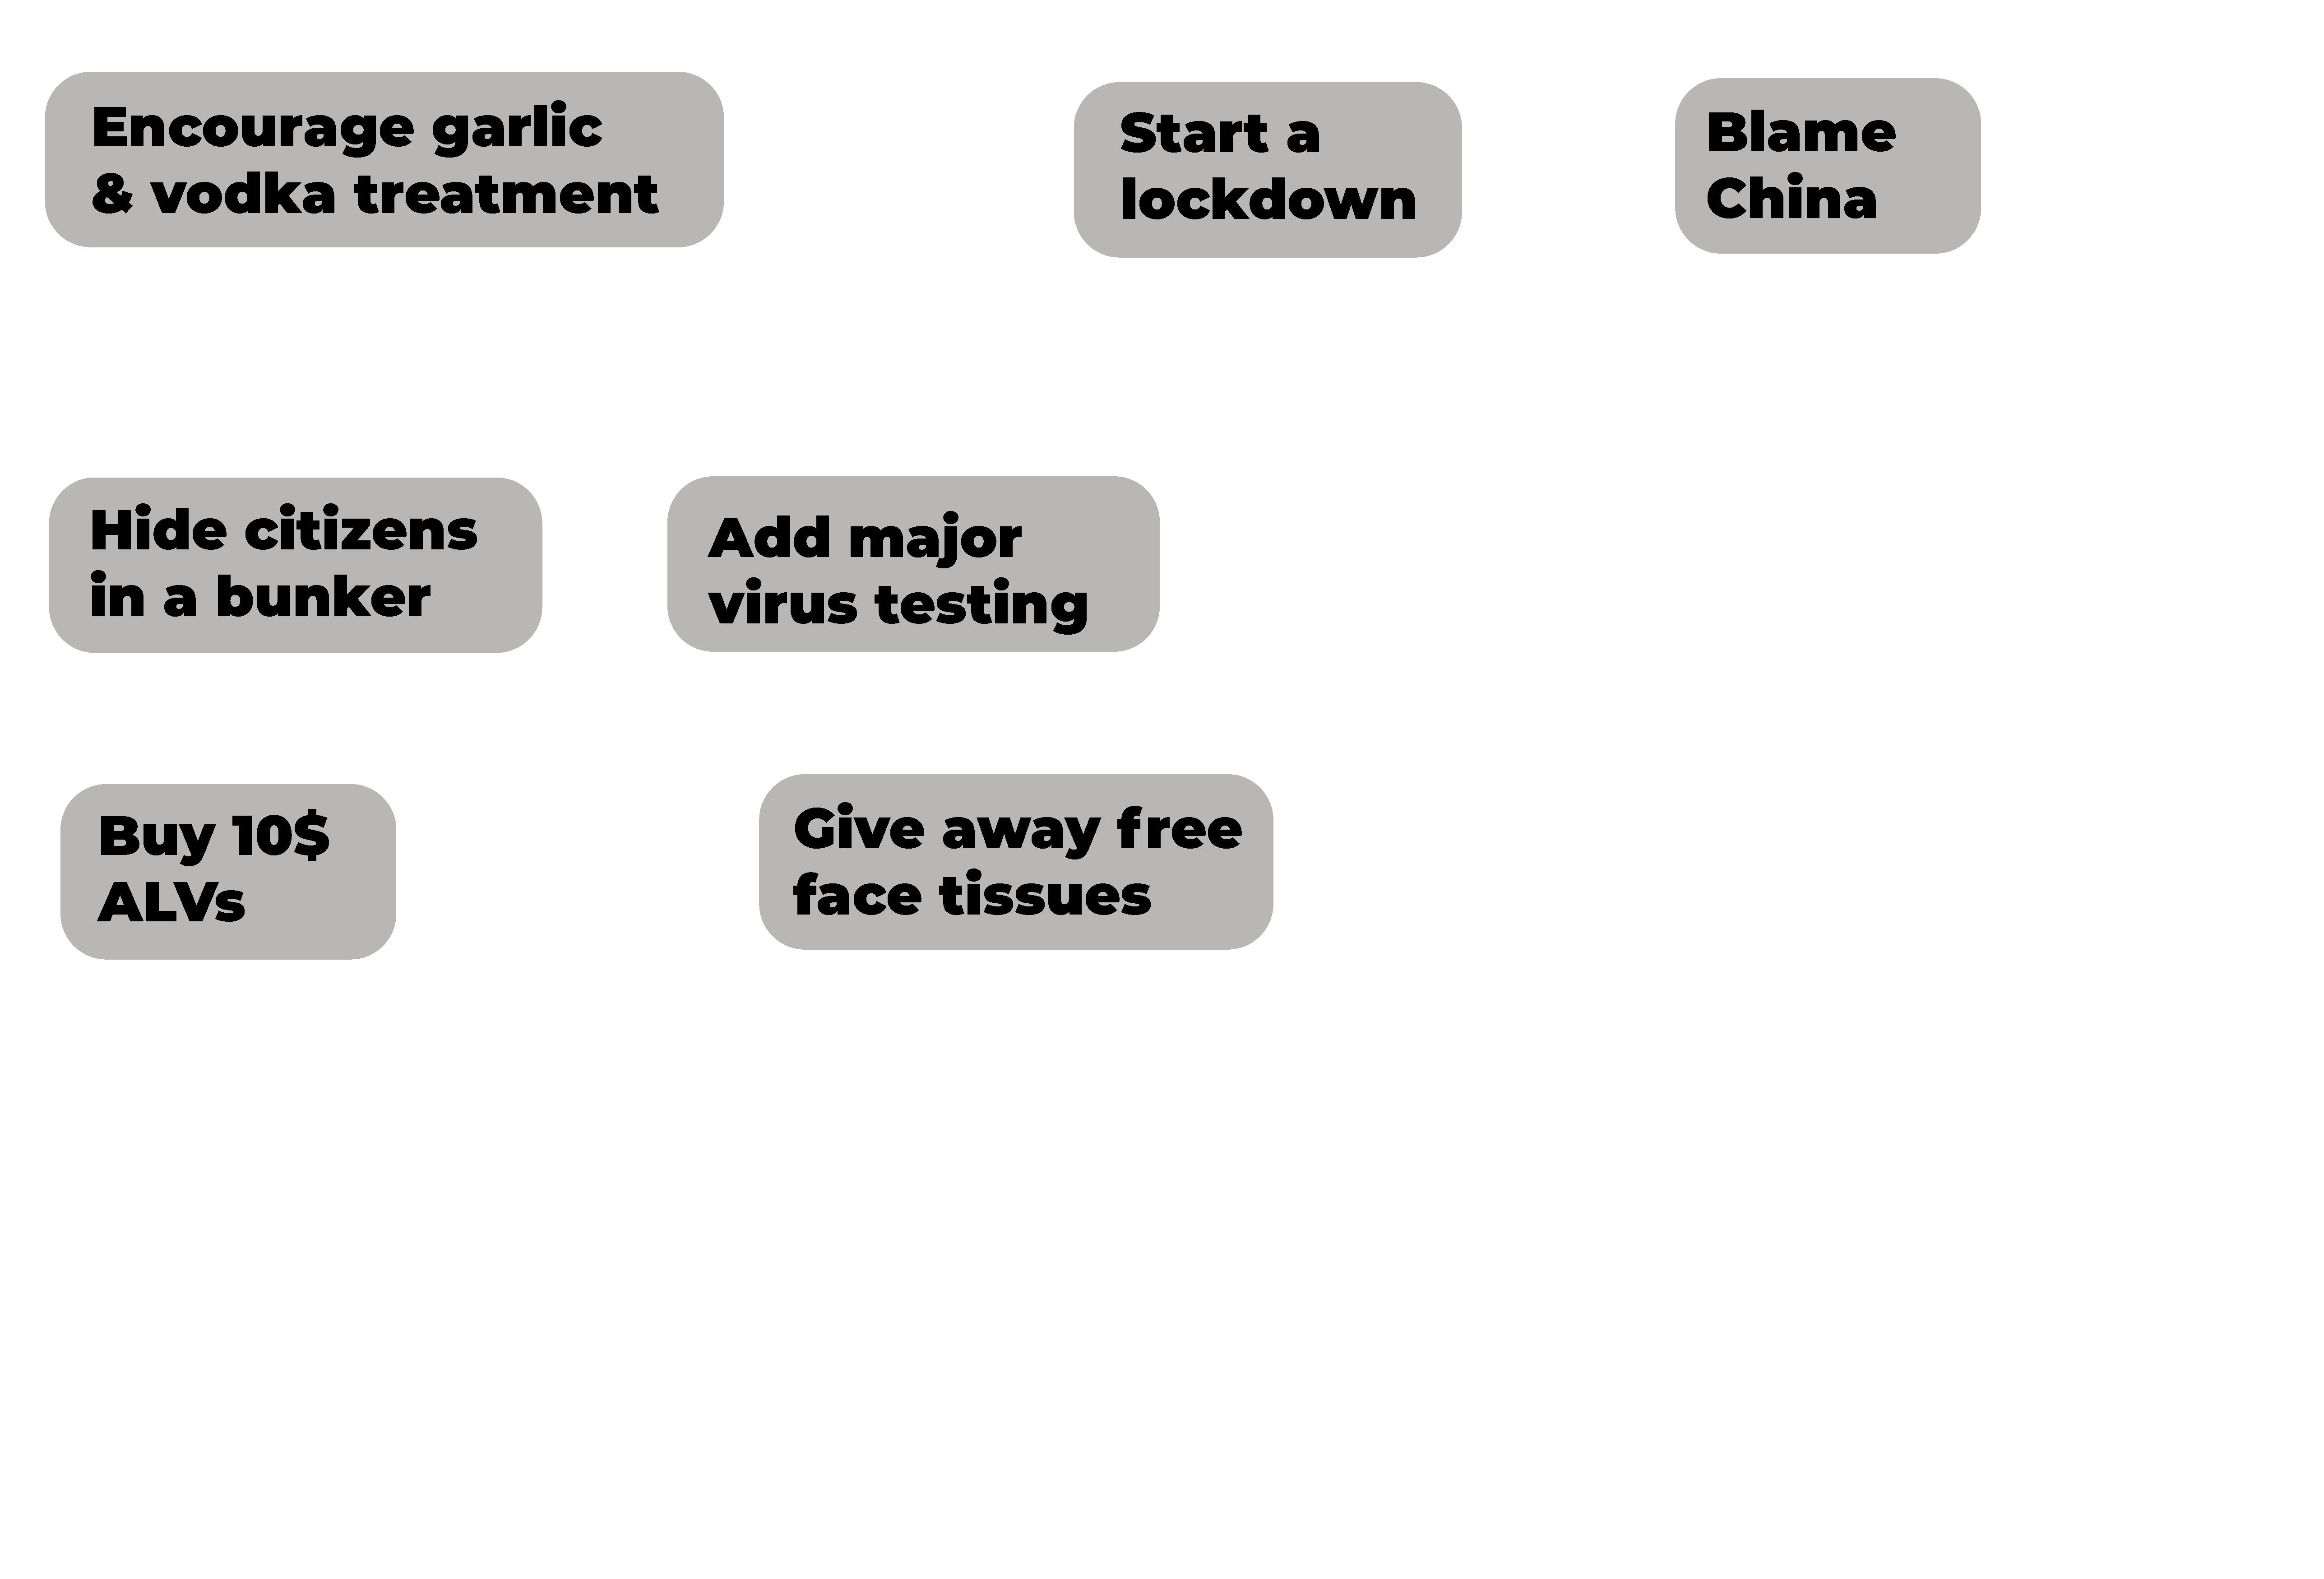 Encourage garlic
& vodka treatment
Start a
lockdown
Blame
China
Hide citizens
in a bunker
Add major
virus testing
Buy 10$
ALVs
Give away free
face tissues